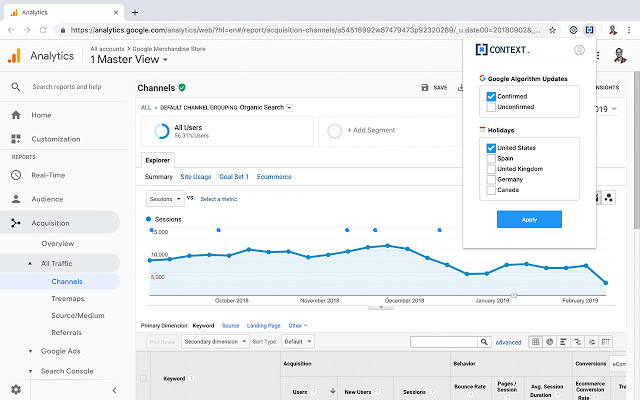 Analytics
https://analytics.google.com/analytics/web/?hl=en#/report/acquisition-channels/a54516992w87479473p92320289/_u.date00=20180902&_
Analytics
All accounts > Google Merchandise Store
1 Master View
Search reports and help
Home
Customization
REPORTS
Real-Time
Audience
Acquisition
Overview
All Traffic
Channels
Treemaps
Source/Medium
Referrals
Google Ads
Search Console
Channels
SAVE
INSIGHTS
ALL » DEFAULT CHANNEL GROUPING: Organic Search
2019
All Users
56.31% Users
+ Add Segment
Explorer
Summary Site Usage Goal Set 1 Ecommerce
Sessions VS. Select a metric
Sessions
15,000
10,000
5,000
October 2018 November 2018 December 2018 January 2019 February 2019
Primary Dimension: Keyword Source Landing Page Other
Plot Rows Secondary dimension Sort Type: Default advanced
Keyword
Acquisition Behavior Conversions
Users New Users Sessions Bounce Rate Pages / Session Avg. Session Duration Ecommerce Conversion Rate
CONTEXT.
Google Algorithm Updates
Confirmed
Unconfirmed
Holidays
United States
Spain
United Kingdom
Germany
Canada
Apply